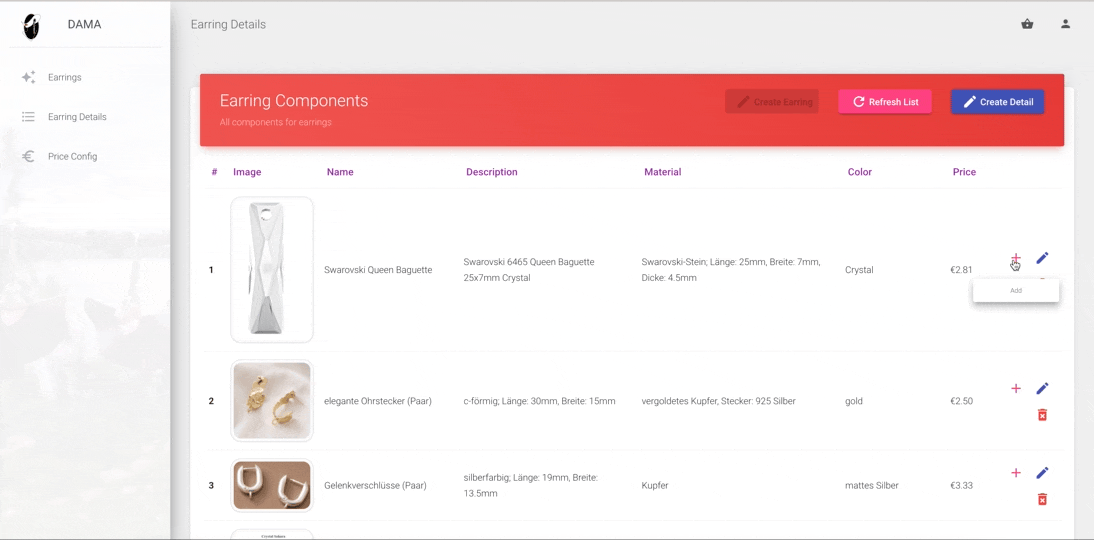 DAMA
Earring Details
Earrings
Earring Details
Price Config
Earring Components
All components for earrings
Create Earring
Refresh List
Create Detail
# Image Name Description Material Color Price
1 Swarovski Queen Baguette
Swarovski 6465 Queen Baguette
25x7mm Crystal
Swarovski-Stein; Länge: 25mm, Breite: 7mm,
Dicke: 4.5mm
Crystal
€2.81
Add
2 elegante Ohrstecker (Paar)
c-förmig; Länge: 30mm, Breite: 15mm
vergoldetes Kupfer, Stecker: 925 Silber
gold
€2.50
3 Gelenkverschlüsse (Paar)
silberfarbig; Länge: 19mm, Breite:
13.5mm
Kupfer
mattes Silber
€3.33
Crystal Sahara